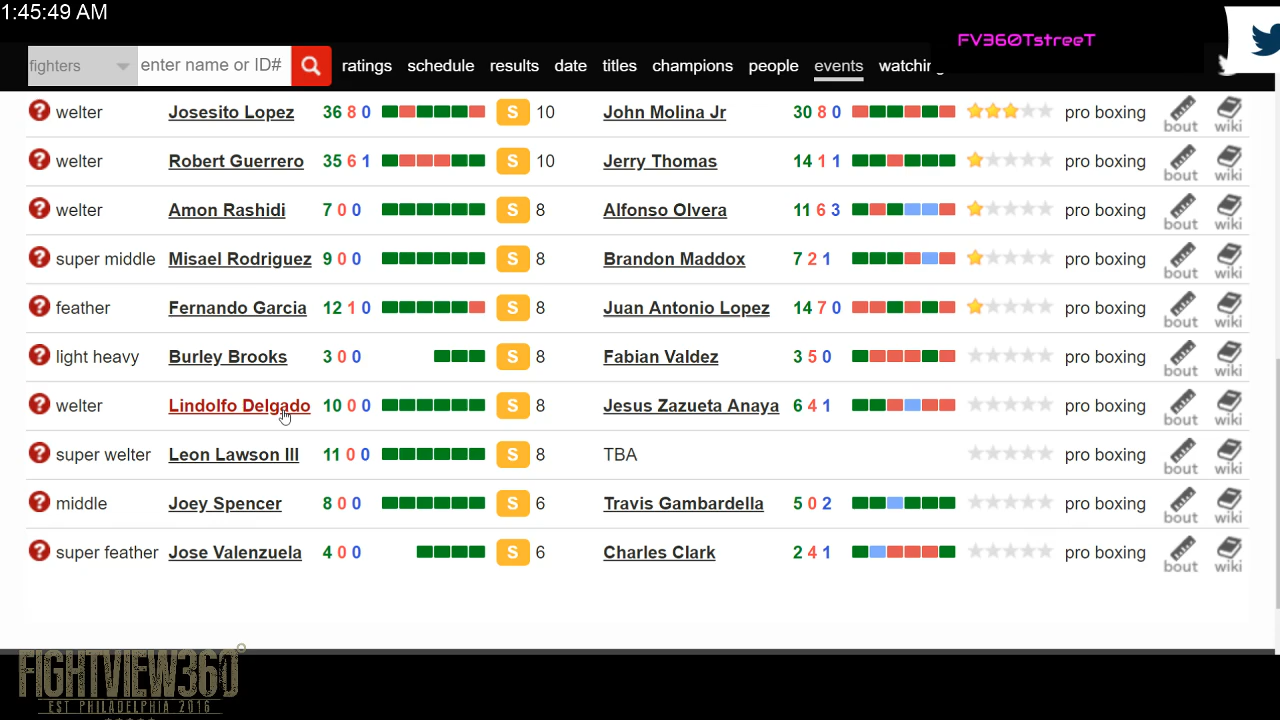 1:45:49 AM
FV360TstreeT
fighters enter name or ID# ratings schedule results date titles champions people events watching
welter Josesito Lopez 36 8 0 S 10 John Molina Jr 30 8 0 pro boxing bout wiki
welter Robert Guerrero 35 6 1 S 10 Jerry Thomas 14 1 1 pro boxing bout wiki
welter Amon Rashidi 7 0 0 S 8 Alfonso Olvera 11 6 3 pro boxing bout wiki
super middle Misael Rodriguez 9 0 0 S 8 Brandon Maddox 7 2 1 pro boxing bout wiki
feather Fernando Garcia 12 1 0 S 8 Juan Antonio Lopez 14 7 0 pro boxing bout wiki
light heavy Burley Brooks 3 0 0 S 8 Fabian Valdez 3 5 0 pro boxing bout wiki
welter Lindolfo Delgado 10 0 0 S 8 Jesus Zazueta Anaya 6 4 1 pro boxing bout wiki
super welter Leon Lawson III 11 0 0 S 8 TBA pro boxing bout wiki
middle Joey Spencer 8 0 0 S 6 Travis Gambardella 5 0 2 pro boxing bout wiki
super feather Jose Valenzuela 4 0 0 S 6 Charles Clark 2 4 1 pro boxing bout wiki
FIGHTVIEW360°
EST PHILADELPHIA 2016